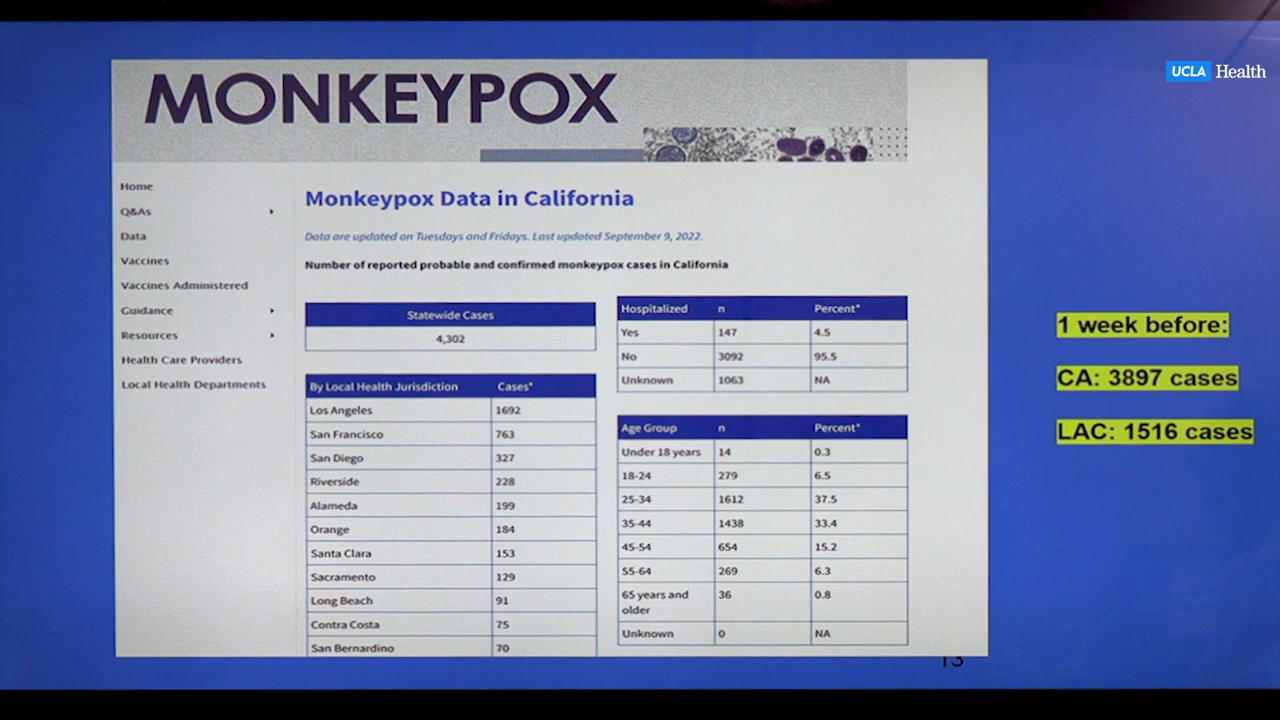 UCLA Health
MONKEYPOX
Home
Q&As
Data
Vaccines
Vaccines Administered
Guidance
Resources
Health Care Providers
Local Health Departments
Monkeypox Data in California
Data are updated on Tuesdays and Fridays. Last updated September 9, 2022.
Number of reported probable and confirmed monkeypox cases in California
Statewide Cases
4,302
By Local Health Jurisdiction Cases*
Los Angeles 1692
San Francisco 763
San Diego 327
Riverside 228
Alameda 199
Orange 184
Santa Clara 153
Sacramento 129
Long Beach 91
Contra Costa 75
San Bernardino 70
Hospitalized n Percent*
Yes 147 4.5
No 3092 95.5
Unknown 1063 NA
Age Group n Percent*
Under 18 years 14 0.3
18-24 279 6.5
25-34 1612 37.5
35-44 1438 33.4
45-54 654 15.2
55-64 269 6.3
65 years and 36 0.8
older
Unknown 0 NA
1 week before:
CA: 3897 cases
LAC: 1516 cases
13